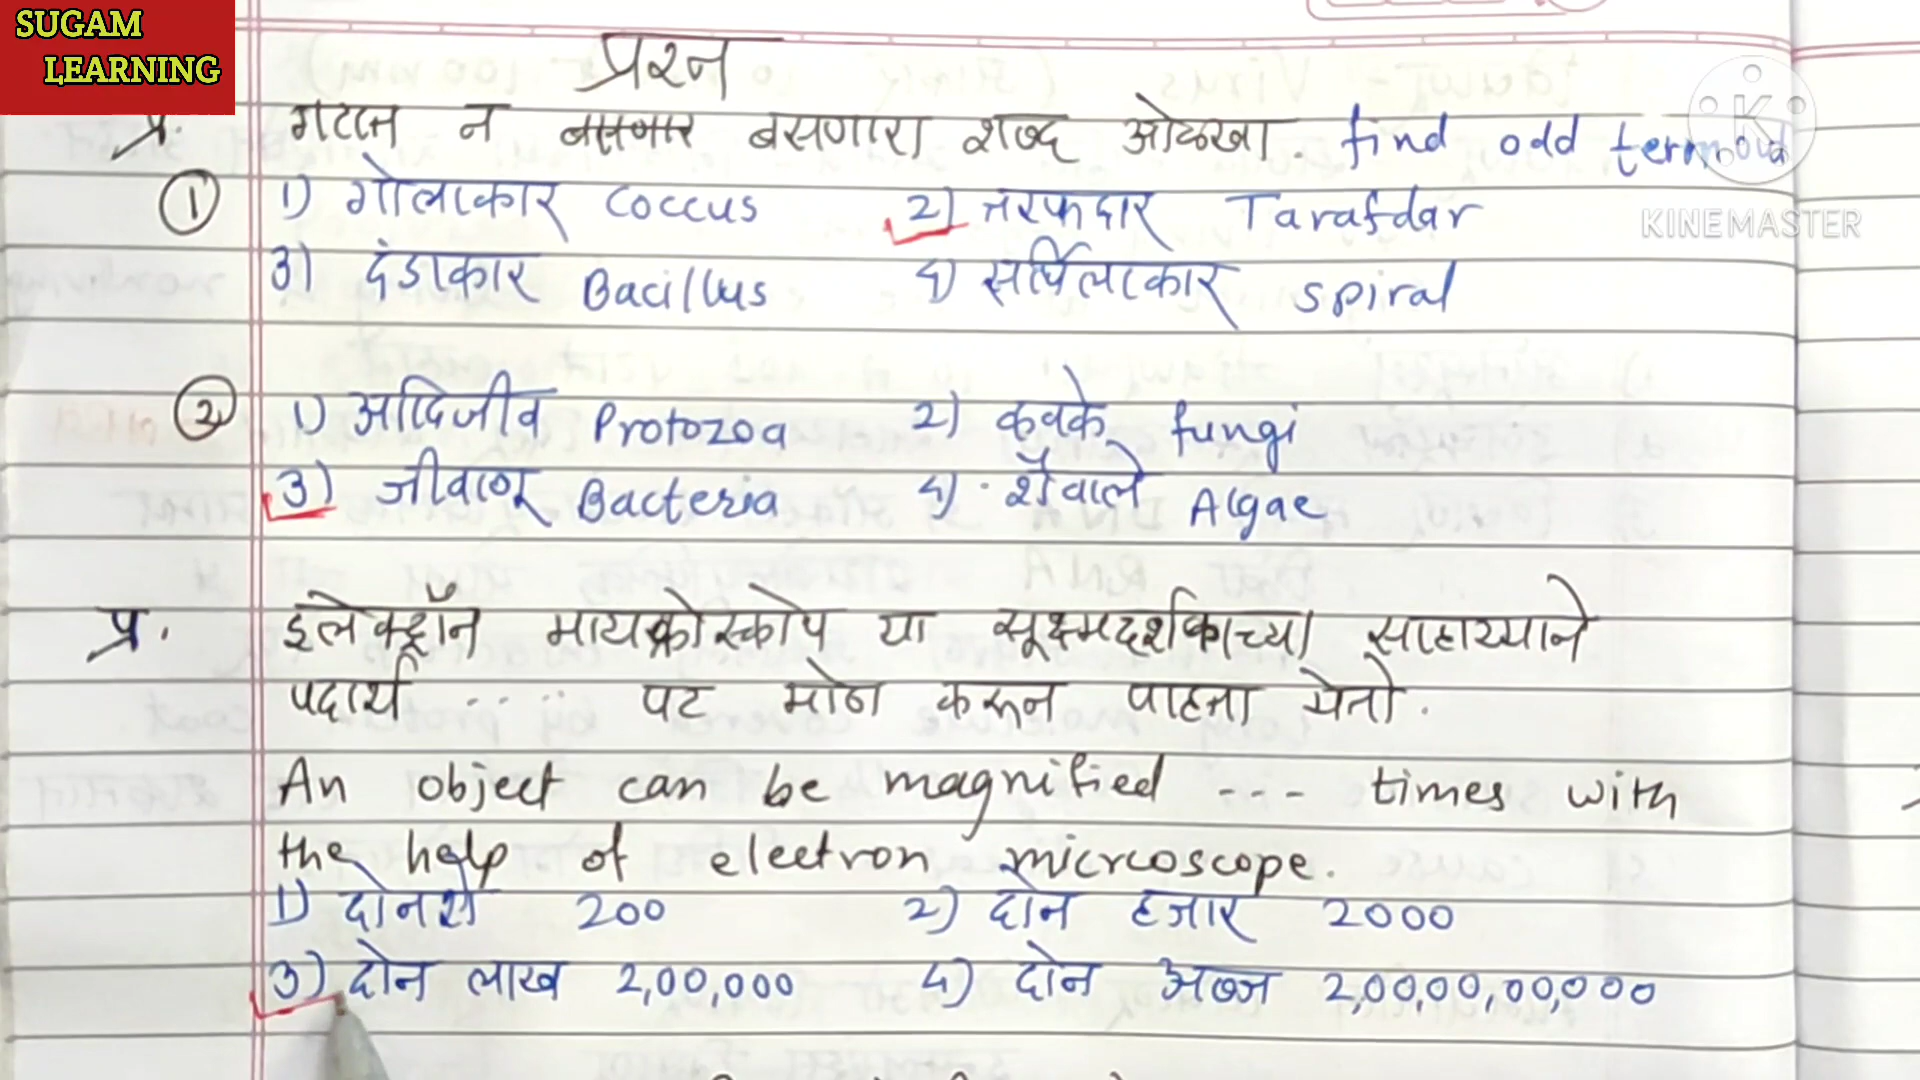 SUGAM
LEARNING
प्रश्न
प्र. गटात न बसणारा शब्द ओळखा. find odd term out
KINEMASTER
① 1) गोलाकार coccus 2) तरफदार Tarafdar
3) दंडाकार Bacillus 4) सर्पिलाकार spiral
② 1) आदिजीव Protozoa 2) कवके fungi
3) जीवाणू Bacteria 4) शैवाले Algae
प्र. इलेक्ट्रॉन मायक्रोस्कोप या सूक्ष्मदर्शकाच्या साहाय्याने
पदार्थ ... पट मोठा करून पाहता येतो.
An object can be magnified --- times with
the help of electron microscope.
1) दोनशे 200 2) दोन हजार 2000
3) दोन लाख 2,00,000 4) दोन अब्ज 2,00,00,00,000